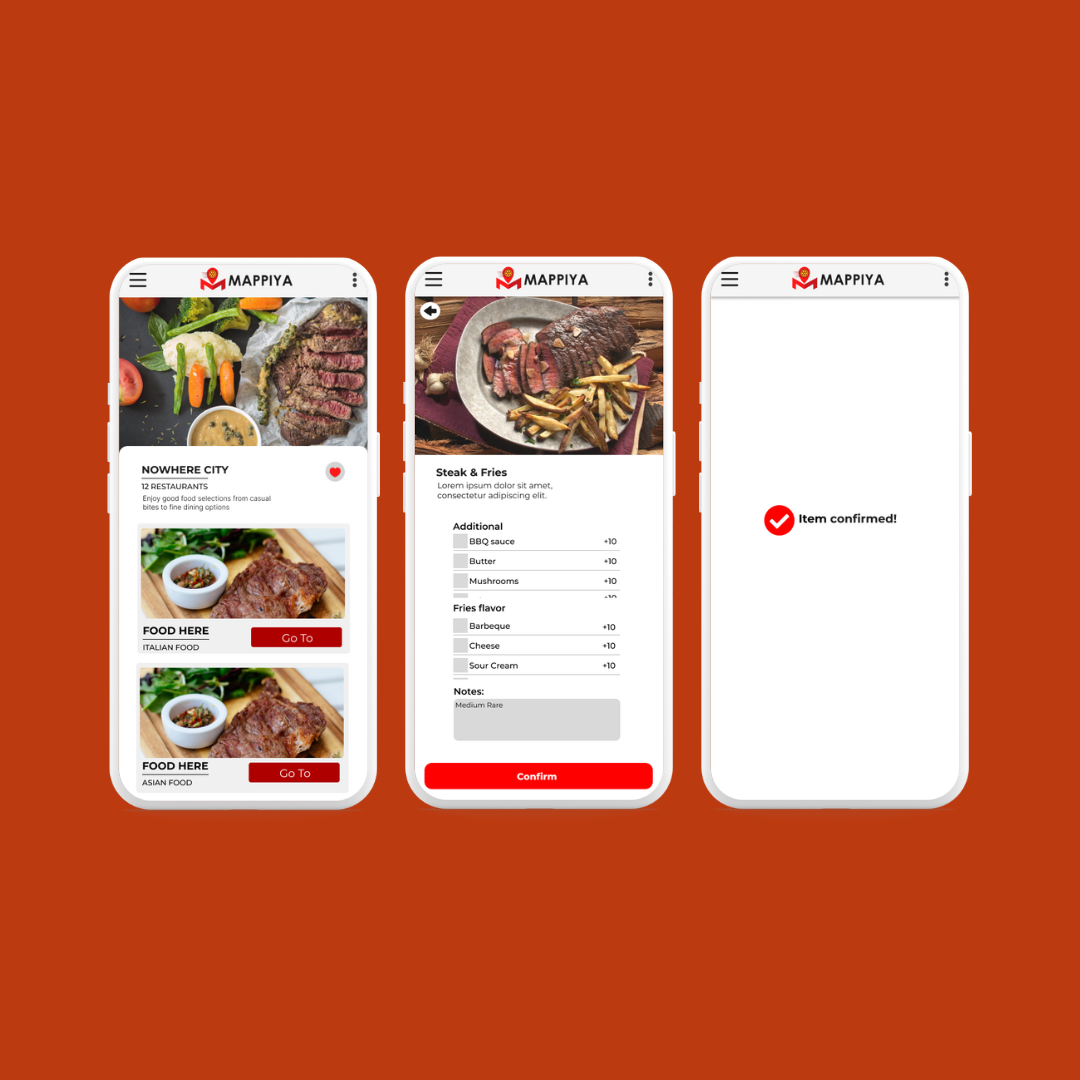 MAPPIYA
NOWHERE CITY
12 RESTAURANTS
Enjoy good food selections from casual
bites to fine dining options
FOOD HERE
Go To
ITALIAN FOOD
FOOD HERE
Go To
ASIAN FOOD
MAPPIYA
Steak & Fries
Lorem ipsum dolor sit amet,
consectetur adipiscing elit.
Additional
BBQ sauce +10
Butter +10
Mushrooms +10
+10
Fries flavor
Barbeque +10
Cheese +10
Sour Cream +10
Notes:
Medium Rare
Confirm
MAPPIYA
Item confirmed!